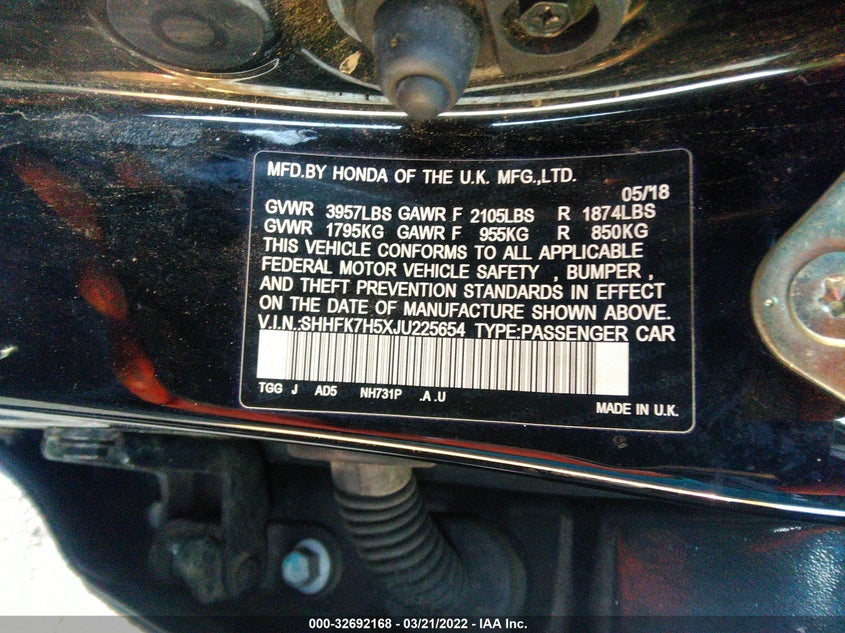 MFD.BY HONDA OF THE U.K. MFG.,LTD.
05/'18
GVWR 3957LBS GAWR F 2105LBS R 1874LBS
GVWR 1795KG GAWR F 955KG R 850KG
THIS VEHICLE CONFORMS TO ALL APPLICABLE
FEDERAL MOTOR VEHICLE SAFETY , BUMPER ,
AND THEFT PREVENTION STANDARDS IN EFFECT
ON THE DATE OF MANUFACTURE SHOWN ABOVE.
V.I.N.:SHHFK7H5XJU225654 TYPE:PASSENGER CAR
TGG J AD5 NH731P .A .U
MADE IN U.K.
000-32692168 - 03/21/2022 - IAA Inc.